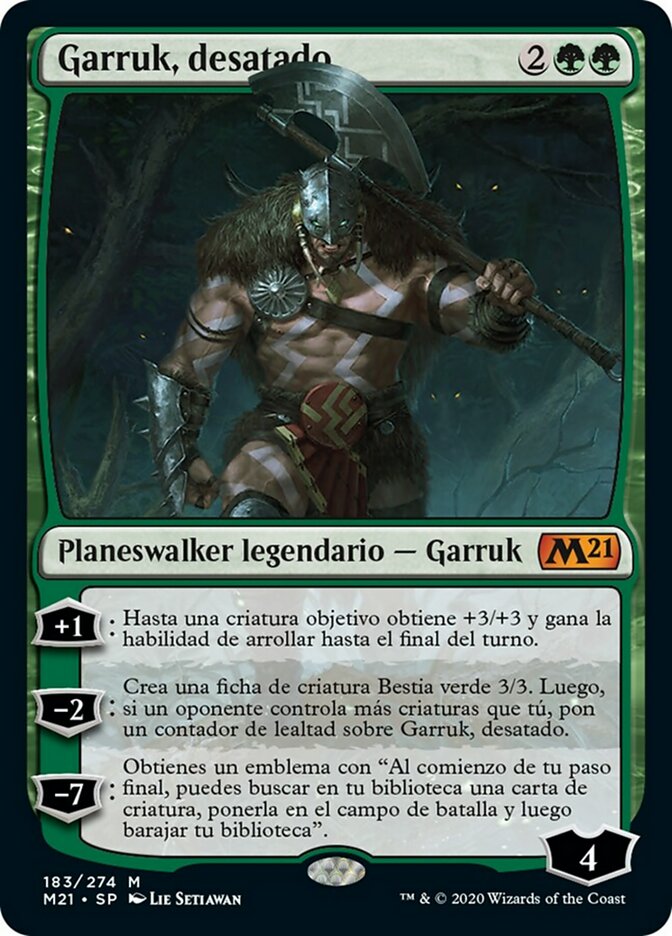 Garruk, desatado 2
Planeswalker legendario — Garruk M21
+1: Hasta una criatura objetivo obtiene +3/+3 y gana la
habilidad de arrollar hasta el final del turno.
Crea una ficha de criatura Bestia verde 3/3. Luego,
−2: si un oponente controla más criaturas que tú, pon
un contador de lealtad sobre Garruk, desatado.
Obtienes un emblema con “Al comienzo de tu paso
final, puedes buscar en tu biblioteca una carta de
−7: criatura, ponerla en el campo de batalla y luego
barajar tu biblioteca”.
4
183/274 M
M21 • SP Lie Setiawan ™ & © 2020 Wizards of the Coast